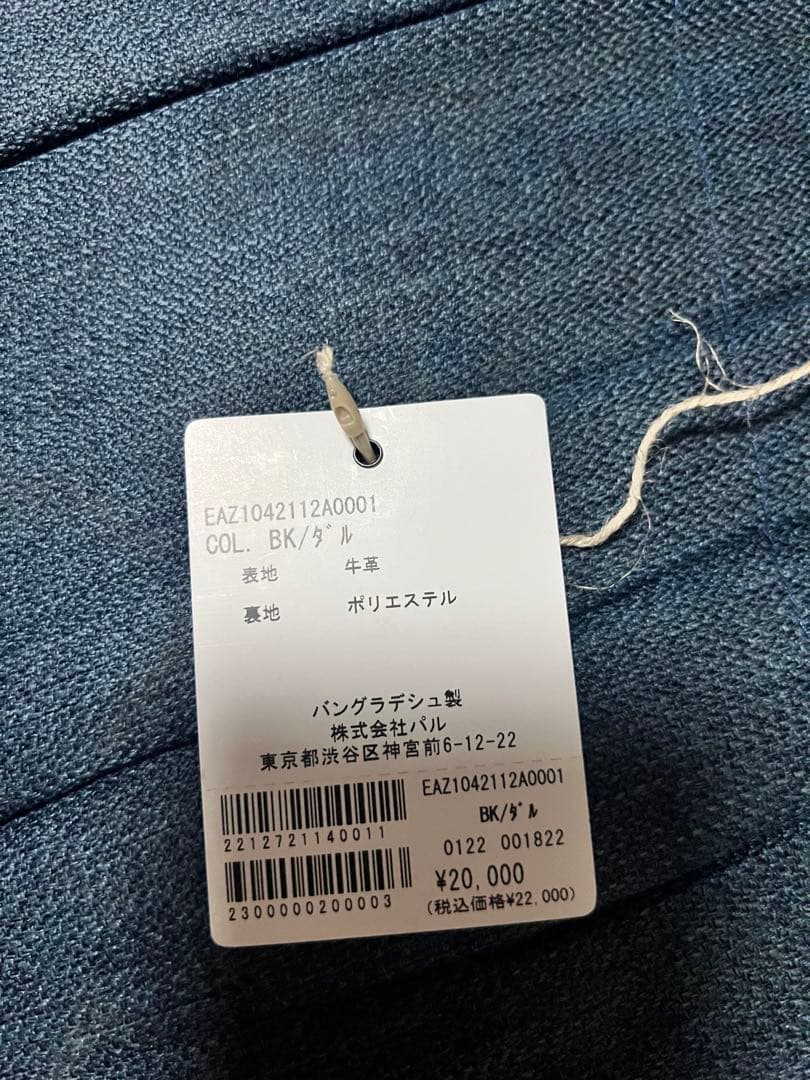 EAZ1042112A0001
COL. BK/ﾀﾞﾙ
表地 牛革
裏地 ポリエステル
バングラデシュ製
株式会社パル
東京都渋谷区神宮前6-12-22
EAZ1042112A0001
BK/ﾀﾞﾙ
2212721140011
0122 001822
¥20,000
2300000200003
(税込価格¥22,000)